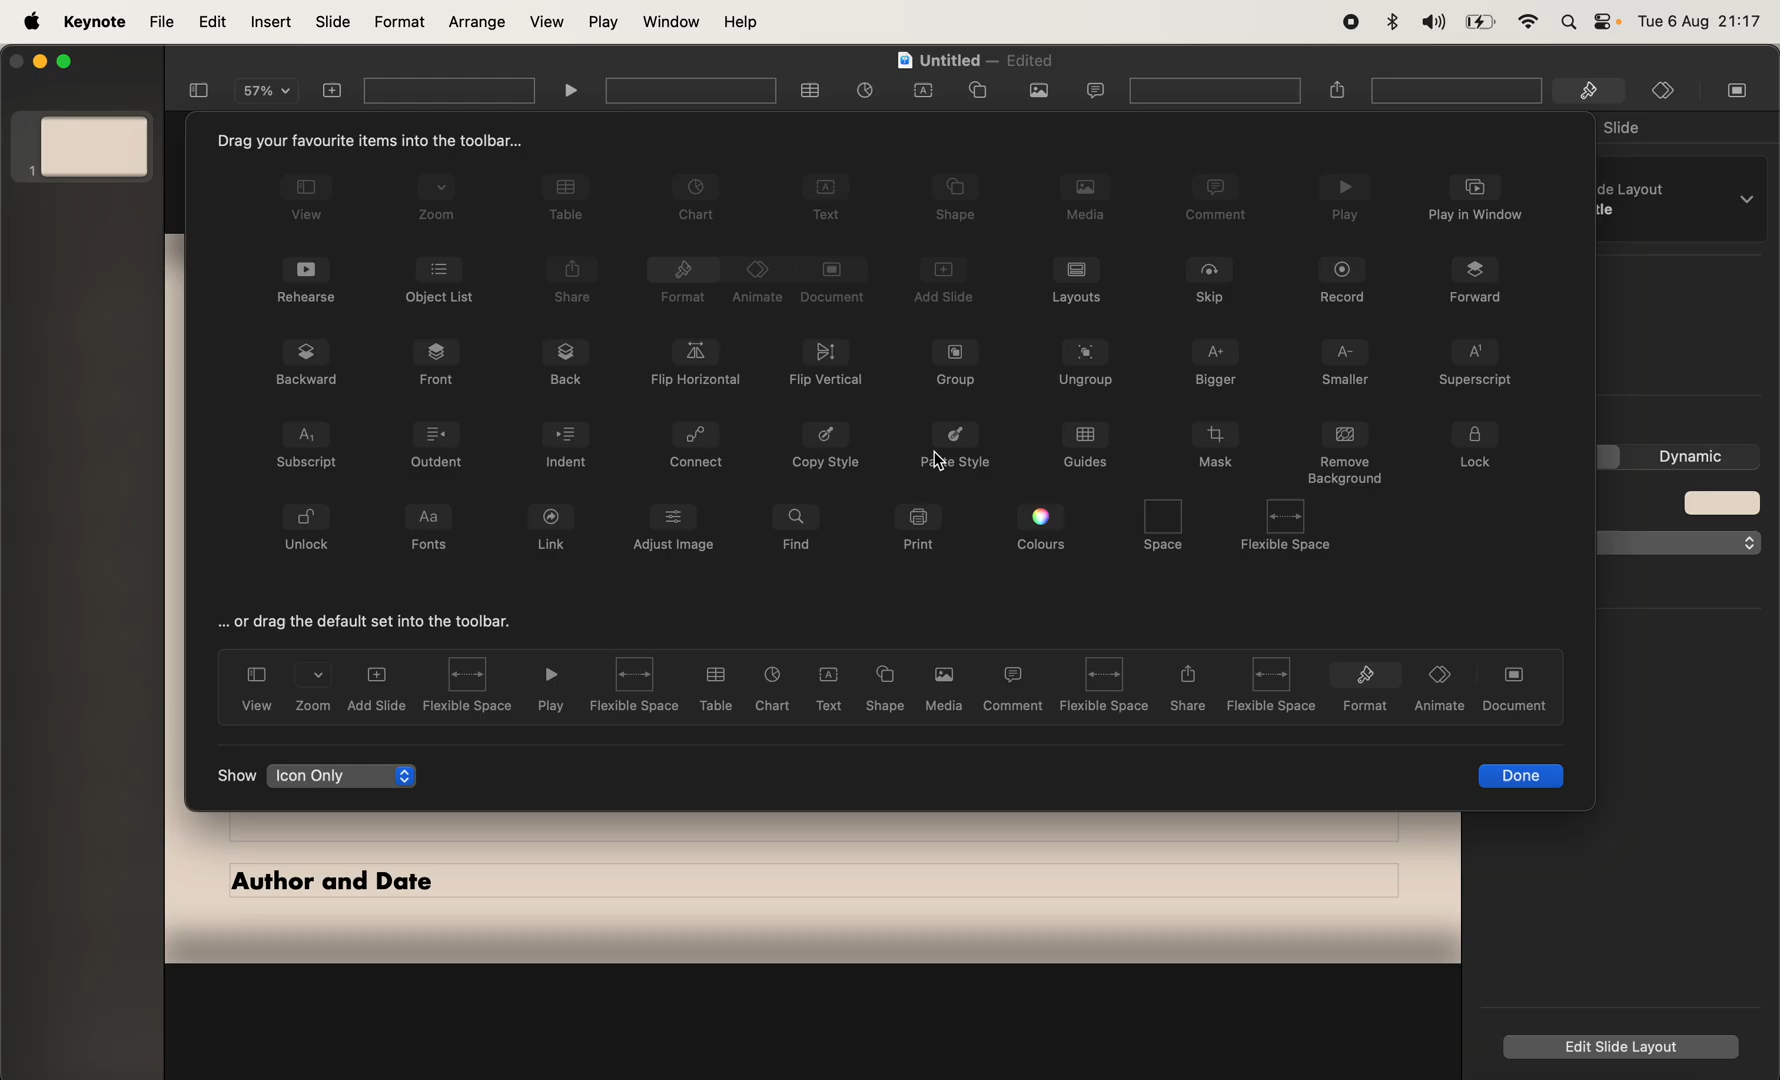 Keynote File Edit Insert Slide Format Arrange View Play Window Help Tue 6 Aug 21:17
Untitled — Edited
57%
Slide
1
Drag your favourite items into the toolbar...
View Zoom Table Chart Text Shape Media Comment Play Play in Window
Rehearse Object List Share Format Animate Document Add Slide Layouts Skip Record Forward
Backward Front Back Flip Horizontal Flip Vertical Group Ungroup Bigger Smaller Superscript
Subscript Outdent Indent Connect Copy Style Style Guides Mask Remove Background Lock
Unlock Fonts Link Adjust Image Find Print Colours Space Flexible Space
... or drag the default set into the toolbar.
View Zoom Add Slide Flexible Space Play Flexible Space Table Chart Text Shape Media Comment Flexible Space Share Flexible Space Format Animate Document
Show Icon Only Done
Layout
Dynamic
Author and Date
Edit Slide Layout